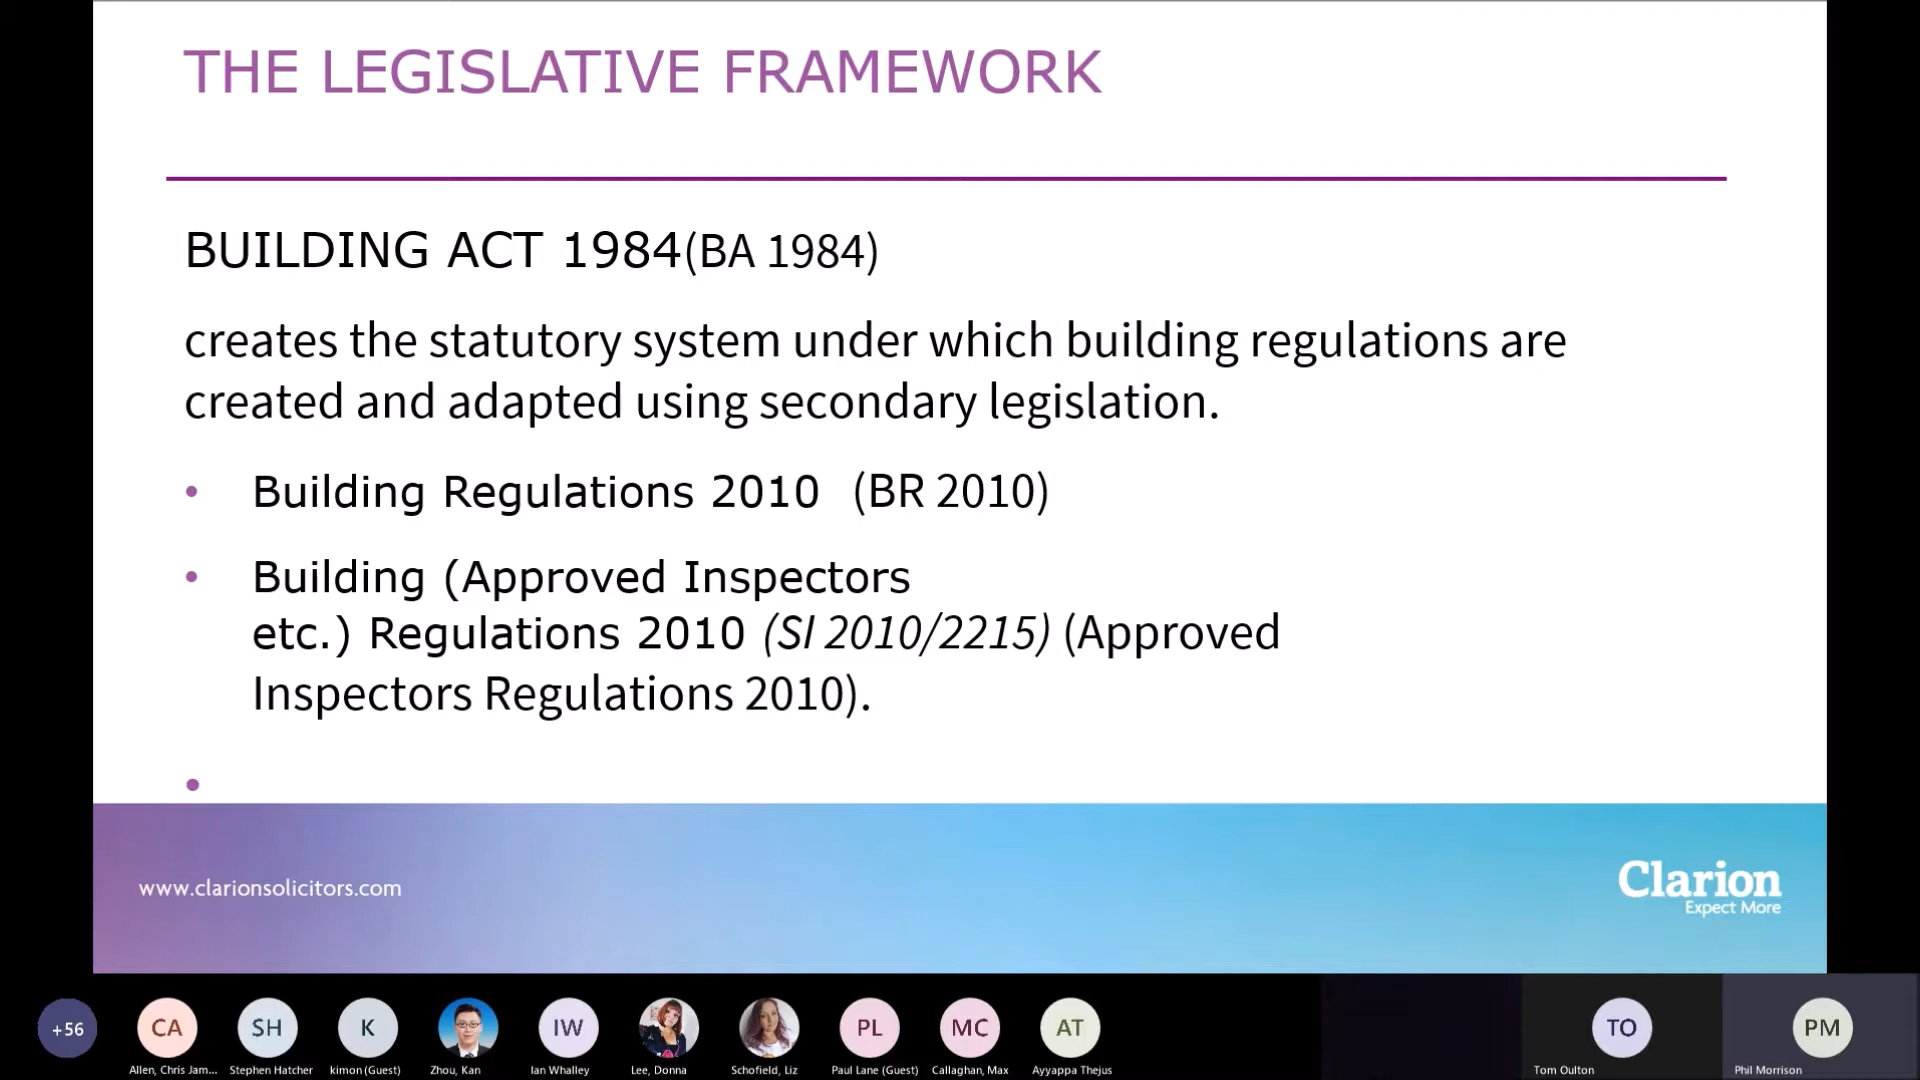 THE LEGISLATIVE FRAMEWORK
BUILDING ACT 1984(BA 1984)
creates the statutory system under which building regulations are
created and adapted using secondary legislation.
• Building Regulations 2010 (BR 2010)
• Building (Approved Inspectors
etc.) Regulations 2010 (SI 2010/2215) (Approved
Inspectors Regulations 2010).
•
www.clarionsolicitors.com
Clarion
Expect More
+56
CA
SH
K
IW
PL
MC
AT
TO
PM
Allen, Chris Jam...
Stephen Hatcher
kimon (Guest)
Zhou, Kan
Ian Whalley
Lee, Donna
Schofield, Liz
Paul Lane (Guest)
Callaghan, Max
Ayyappa Thejus
Tom Oulton
Phil Morrison